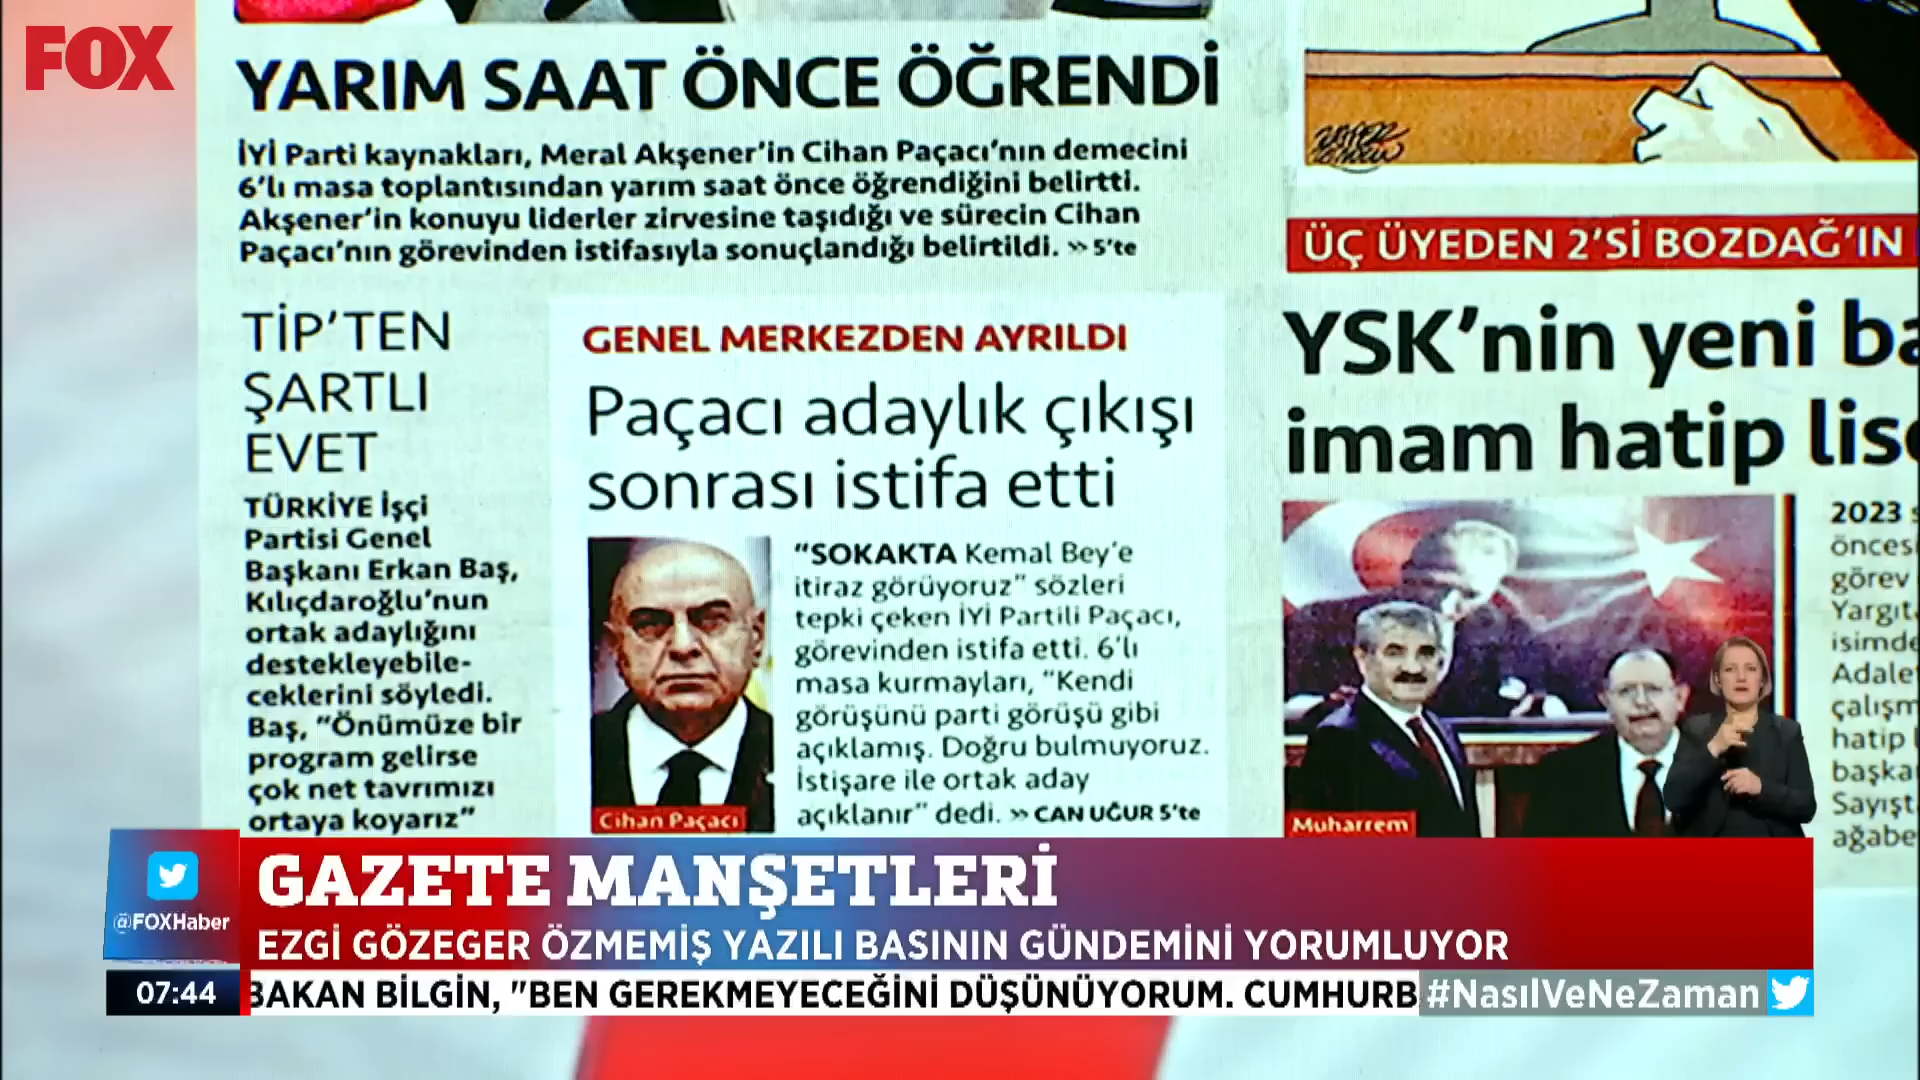 FOX
YARIM SAAT ÖNCE ÖĞRENDİ
İYİ Parti kaynakları, Meral Akşener'in Cihan Paçacı'nın demecini
6'lı masa toplantısından yarım saat önce öğrendiğini belirtti.
Akşener'in konuyu liderler zirvesine taşıdığı ve sürecin Cihan
Paçacı'nın görevinden istifasıyla sonuçlandığı belirtildi. » 5'te
TİP'TEN
ŞARTLI
EVET
TÜRKİYE İşçi
Partisi Genel
Başkanı Erkan Baş,
Kılıçdaroğlu'nun
ortak adaylığını
destekleyebile-
ceklerini söyledi.
Baş, "Önümüze bir
program gelirse
çok net tavrımızı
ortaya koyarız"
GENEL MERKEZDEN AYRILDI
Paçacı adaylık çıkışı
sonrası istifa etti
"SOKAKTA Kemal Bey'e
itiraz görüyoruz" sözleri
tepki çeken İYİ Partili Paçacı,
görevinden istifa etti. 6'lı
masa kurmayları, "Kendi
görüşünü parti görüşü gibi
açıklamış. Doğru bulmuyoruz.
İstişare ile ortak aday
açıklanır" dedi. » CAN UĞUR 5'te
Cihan Paçacı
ÜÇ ÜYEDEN 2'Sİ BOZDAĞ'IN
YSK'nin yeni ba
imam hatip lise
Muharrem
2023 s
öncesi
görev
Yargıt
isimde
Adalet
çalışm
hatip l
başka
Sayışt
ağabe
@FOXHaber
GAZETE MANŞETLERİ
EZGİ GÖZEGER ÖZMEMİŞ YAZILI BASININ GÜNDEMİNİ YORUMLUYOR
07:44
BAKAN BİLGİN, "BEN GEREKMEYECEĞİNİ DÜŞÜNÜYORUM. CUMHURB
#NasılVeNeZaman